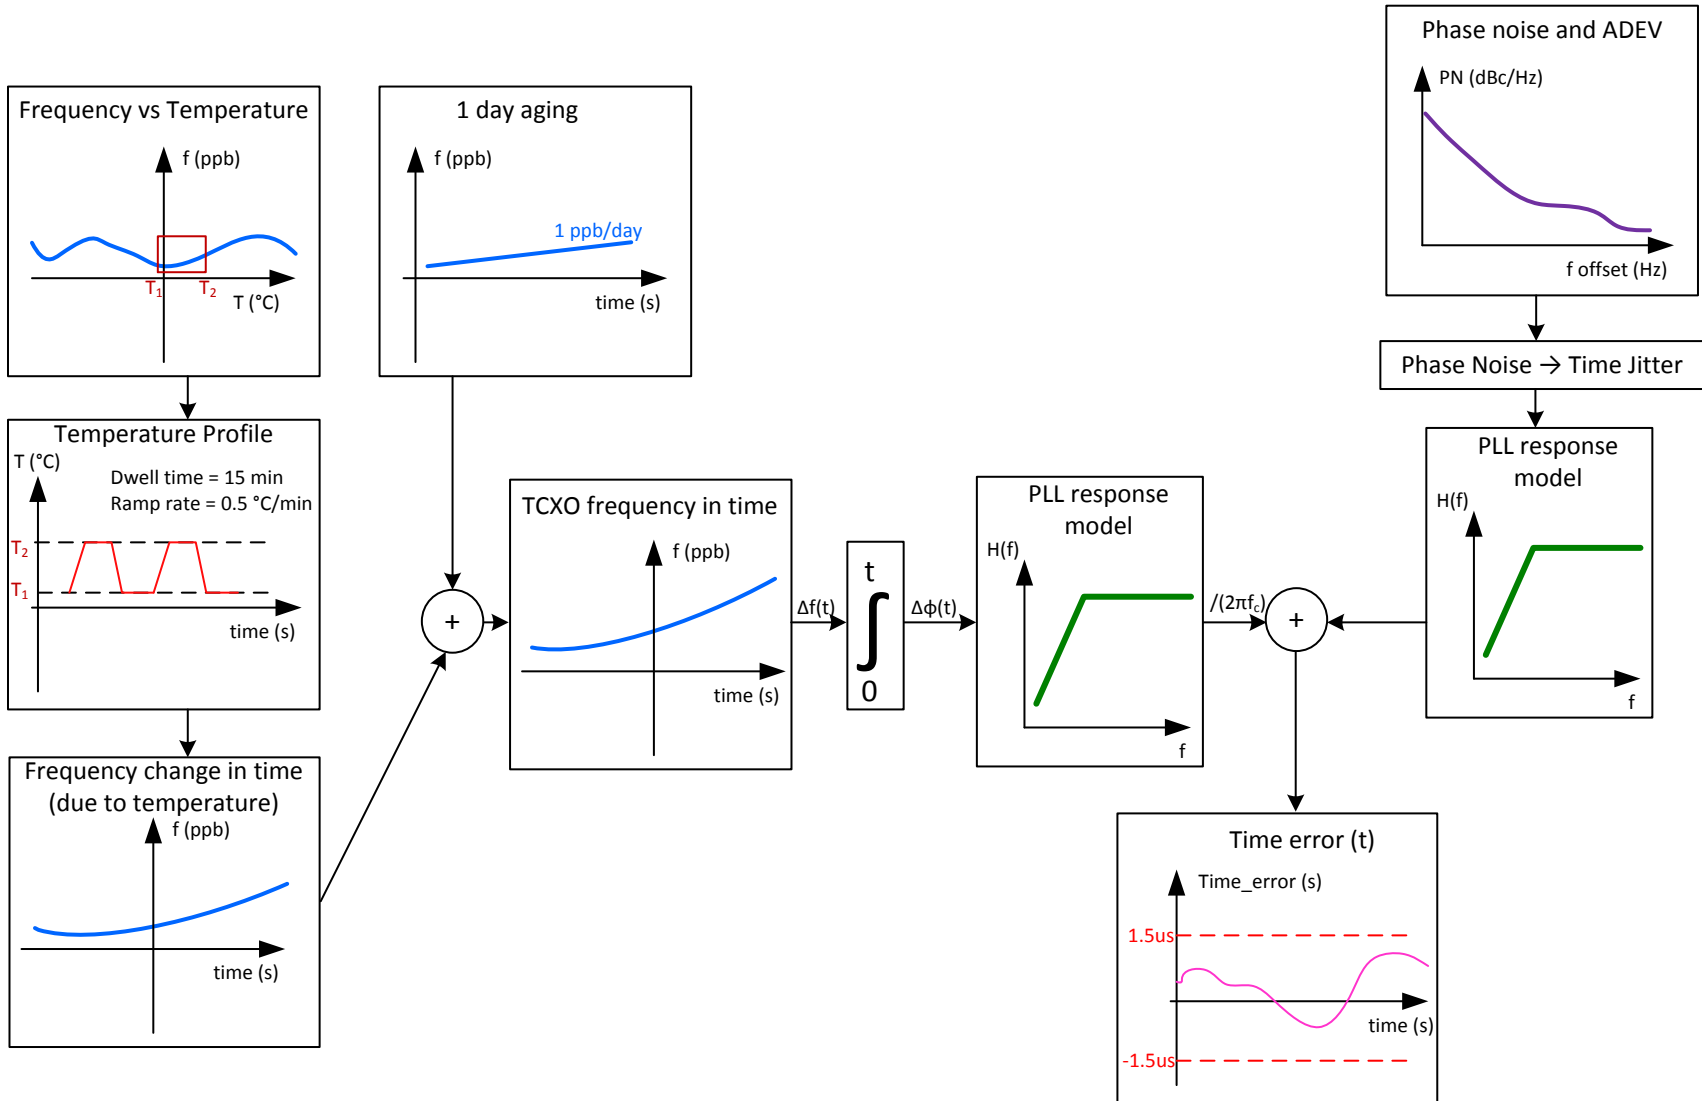 Frequency vs Temperature
f (ppb)
T₁
T₂
T (°C)
1 day aging
f (ppb)
1 ppb/day
time (s)
Phase noise and ADEV
PN (dBc/Hz)
f offset (Hz)
Phase Noise → Time Jitter
Temperature Profile
T (°C)
Dwell time = 15 min
Ramp rate = 0.5 °C/min
T₂
T₁
time (s)
Frequency change in time
(due to temperature)
f (ppb)
time (s)
+
TCXO frequency in time
f (ppb)
time (s)
Δf(t)
t
∫
0
Δϕ(t)
PLL response
model
H(f)
f
/(2πf꜀)
+
PLL response
model
H(f)
f
Time error (t)
Time_error (s)
1.5us
time (s)
-1.5us